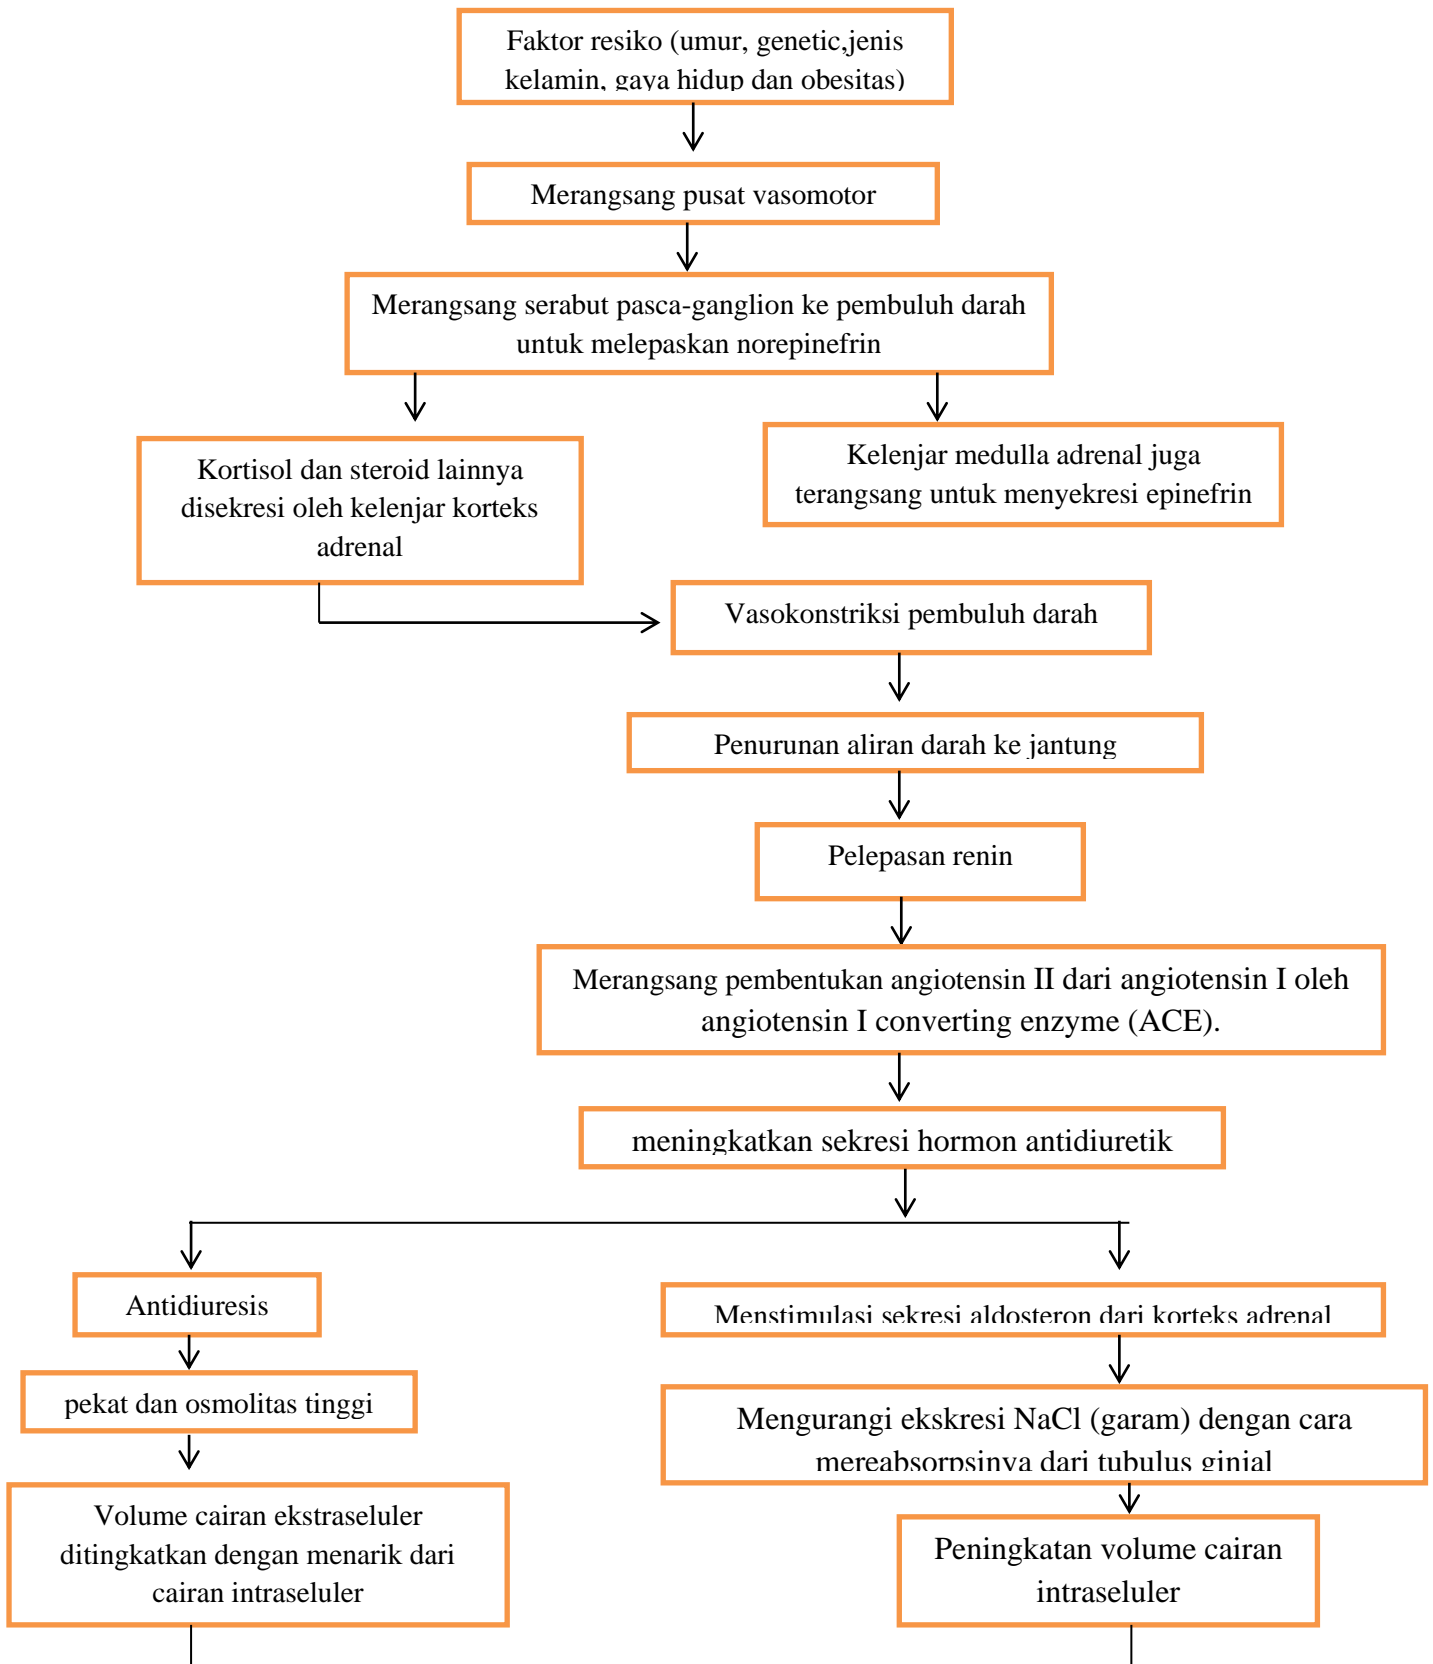 Faktor resiko (umur, genetic,jenis
kelamin, gaya hidup dan obesitas)
Merangsang pusat vasomotor
Merangsang serabut pasca-ganglion ke pembuluh darah
untuk melepaskan norepinefrin
Kortisol dan steroid lainnya
disekresi oleh kelenjar korteks
adrenal
Kelenjar medulla adrenal juga
terangsang untuk menyekresi epinefrin
Vasokonstriksi pembuluh darah
Penurunan aliran darah ke jantung
Pelepasan renin
Merangsang pembentukan angiotensin II dari angiotensin I oleh
angiotensin I converting enzyme (ACE).
meningkatkan sekresi hormon antidiuretik
Antidiuresis
Menstimulasi sekresi aldosteron dari korteks adrenal
pekat dan osmolitas tinggi
Mengurangi ekskresi NaCl (garam) dengan cara
mereabsorpsinya dari tubulus ginjal
Volume cairan ekstraseluler
ditingkatkan dengan menarik dari
cairan intraseluler
Peningkatan volume cairan
intraseluler